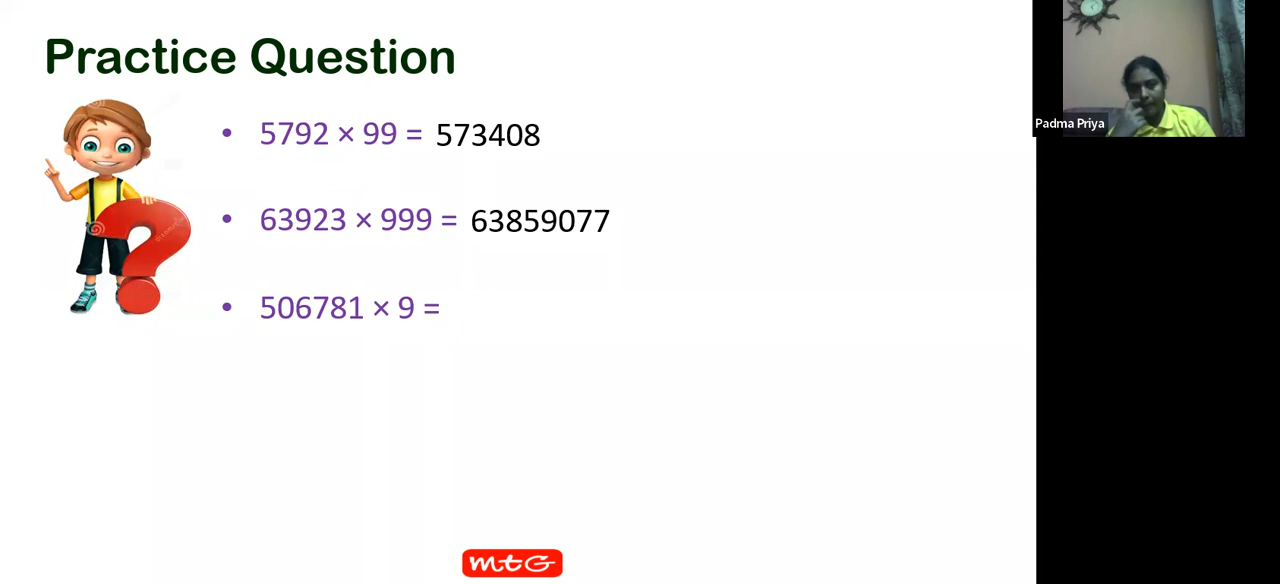 Practice Question
• 5792 × 99 = 573408
• 63923 × 999 = 63859077
• 506781 × 9 =
Padma Priya
mtG